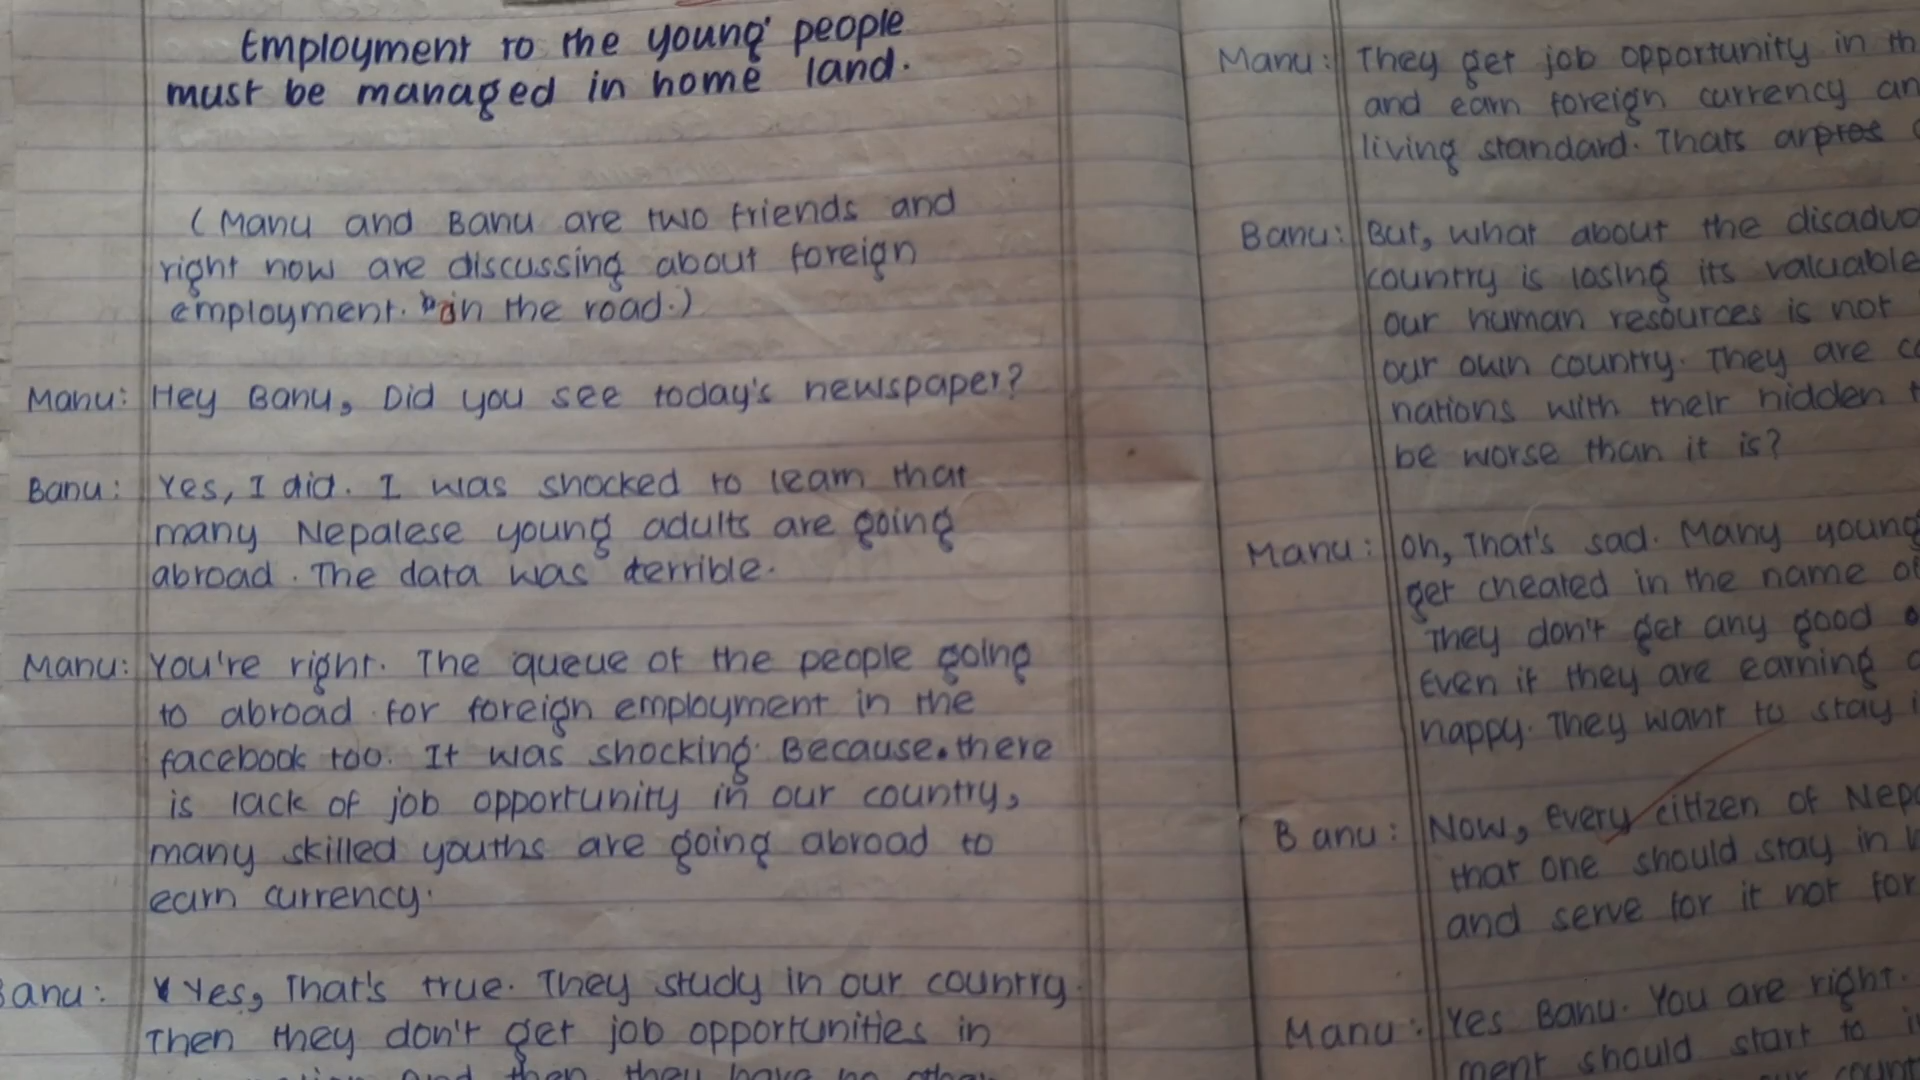 Employment to the young people
must be managed in home land.
(Manu and Banu are two friends and
right now are discussing about foreign
employment. in the road.)
Manu: Hey Banu, Did you see today's newspaper?
Banu: Yes, I did. I was shocked to learn that
many Nepalese young adults are going
abroad. The data was terrible.
Manu: You're right. The queue of the people going
to abroad for foreign employment in the
facebook too. It was shocking. Because there
is lack of job opportunity in our country,
many skilled youths are going abroad to
earn currency.
Banu: Yes, That's true. They study in our country.
Then they don't get job opportunities in
then they have no other
Manu: They get job opportunity in
and earn foreign currency
living standard. Thats
Banu: But, what about the
country is losing its valuable
our human resources is not
our own country. They are
nations with their hidden
be worse than it is?
Manu: Oh, That's sad. Many young
get cheated in the name
They don't get any good
Even if they are earning
happy. They want to stay
Banu: Now, every citizen of
that one should stay in
and serve for it not for
Manu: Yes Banu. You are right.
ment should start to